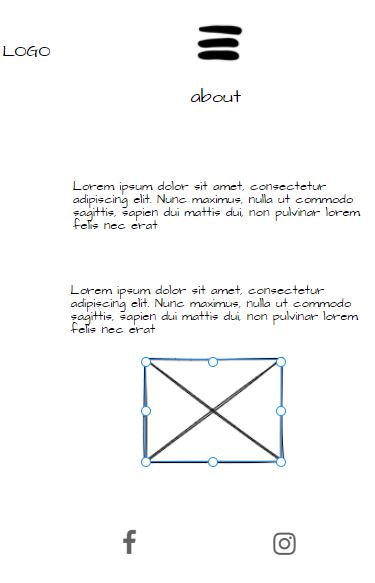 LOGO
about
Lorem ipsum dolor sit amet, consectetur
adipiscing elit. Nunc maximus, nulla ut commodo
sagittis, sapien dui mattis dui, non pulvinar lorem
felis nec erat
Lorem ipsum dolor sit amet, consectetur
adipiscing elit. Nunc maximus, nulla ut commodo
sagittis, sapien dui mattis dui, non pulvinar lorem
felis nec erat